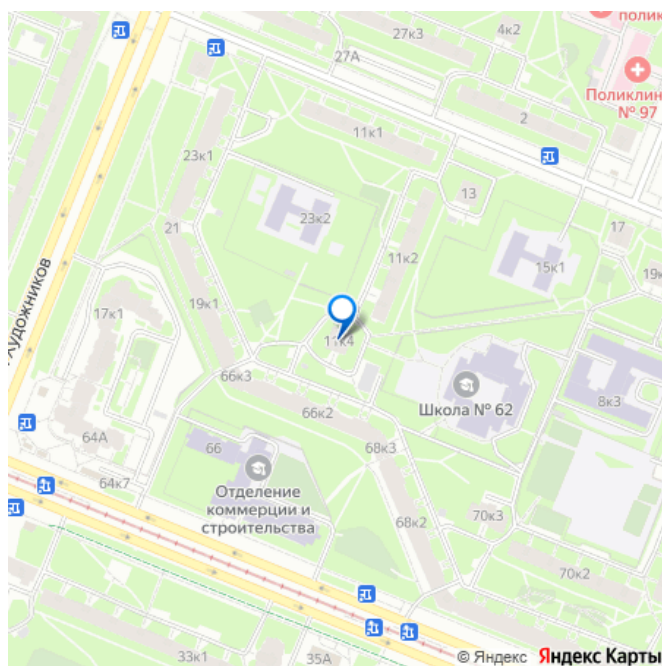 27к3
4к2
поли
27А
Поликлин
№ 97
2
11к1
23к1
13
23к2
17
21
11к2
15к1
19к
19к1
Художников
17к1
11к4
66к3
8к3
66к2
Школа № 62
64А
66
68к3
Отделение
коммерции и
строительства
64к7
68к2
70к3
70к2
33к1
35А
© Яндекс Яндекс Карты